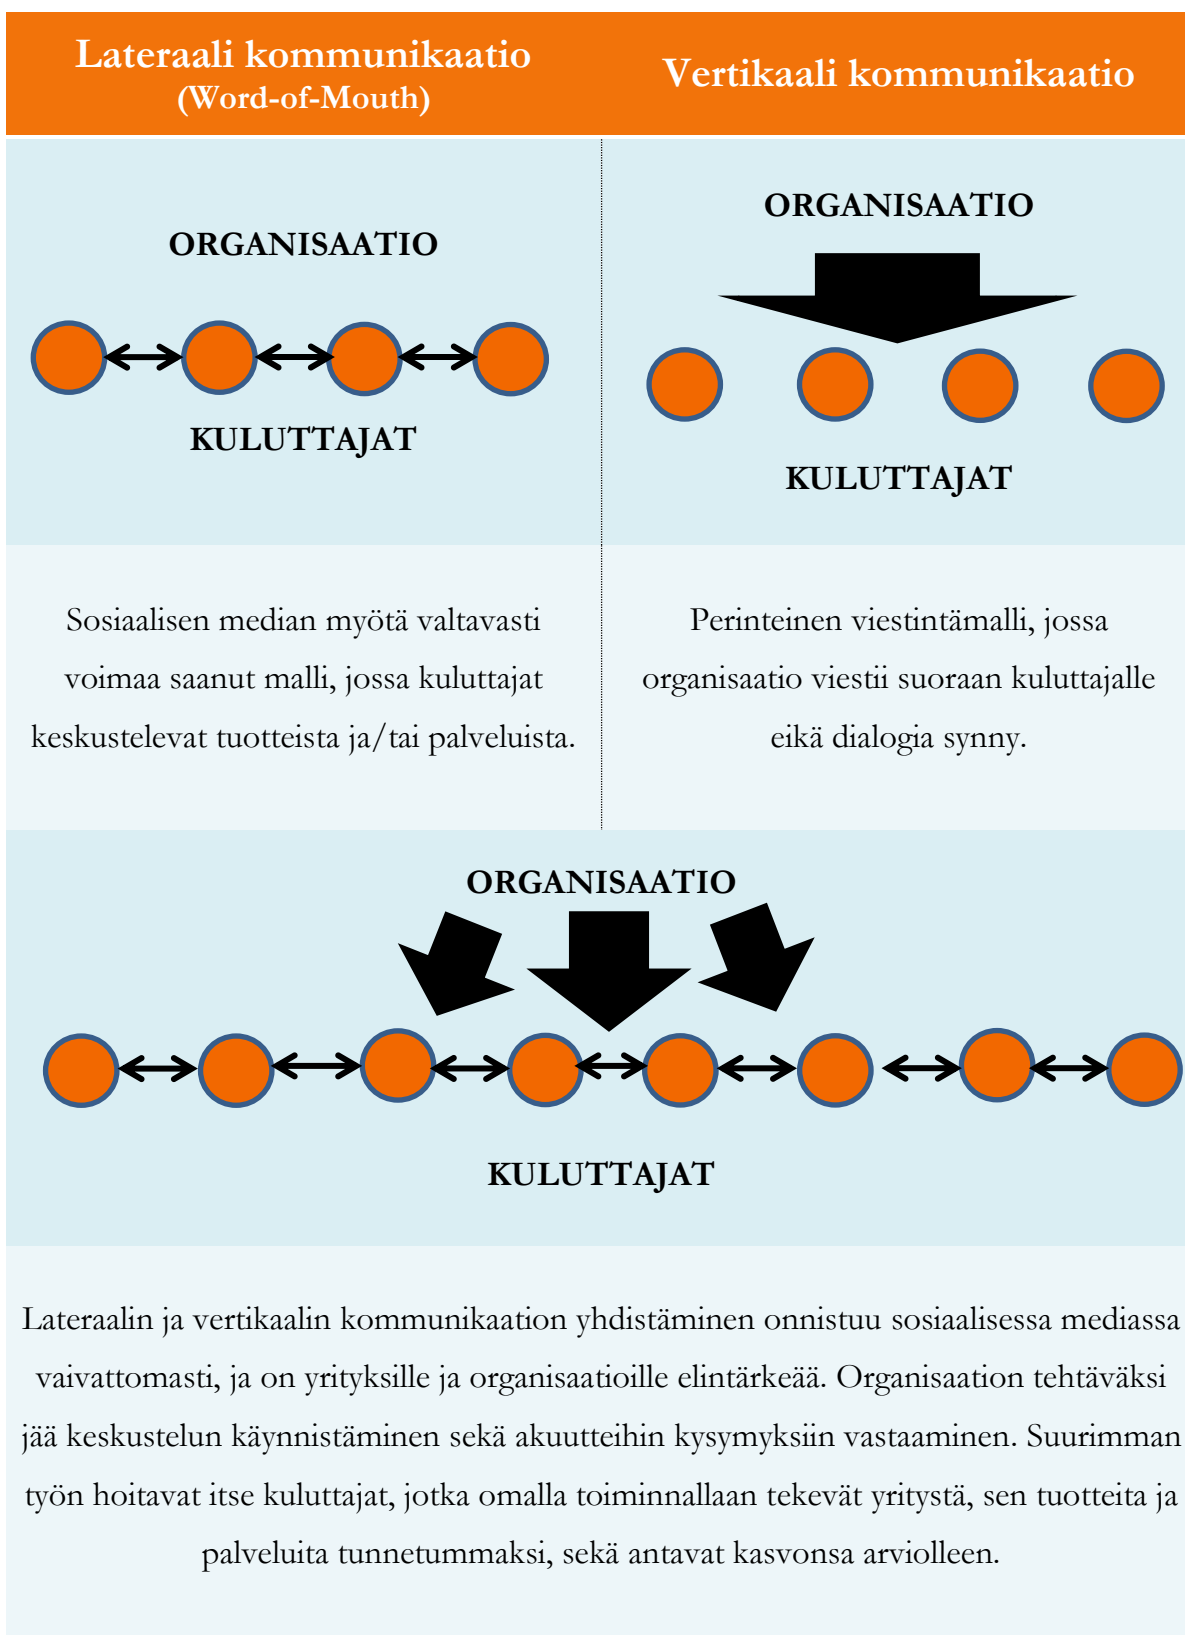 Lateraali kommunikaatio
(Word-of-Mouth)
Vertikaali kommunikaatio
ORGANISAATIO
KULUTTAJAT
ORGANISAATIO
KULUTTAJAT
Sosiaalisen median myötä valtavasti
voimaa saanut malli, jossa kuluttajat
keskustelevat tuotteista ja/tai palveluista.
Perinteinen viestintämalli, jossa
organisaatio viestii suoraan kuluttajalle
eikä dialogia synny.
ORGANISAATIO
KULUTTAJAT
Lateraalin ja vertikaalin kommunikaation yhdistäminen onnistuu sosiaalisessa mediassa
vaivattomasti, ja on yrityksille ja organisaatioille elintärkeää. Organisaation tehtäväksi
jää keskustelun käynnistäminen sekä akuutteihin kysymyksiin vastaaminen. Suurimman
työn hoitavat itse kuluttajat, jotka omalla toiminnallaan tekevät yritystä, sen tuotteita ja
palveluita tunnetummaksi, sekä antavat kasvonsa arviolleen.